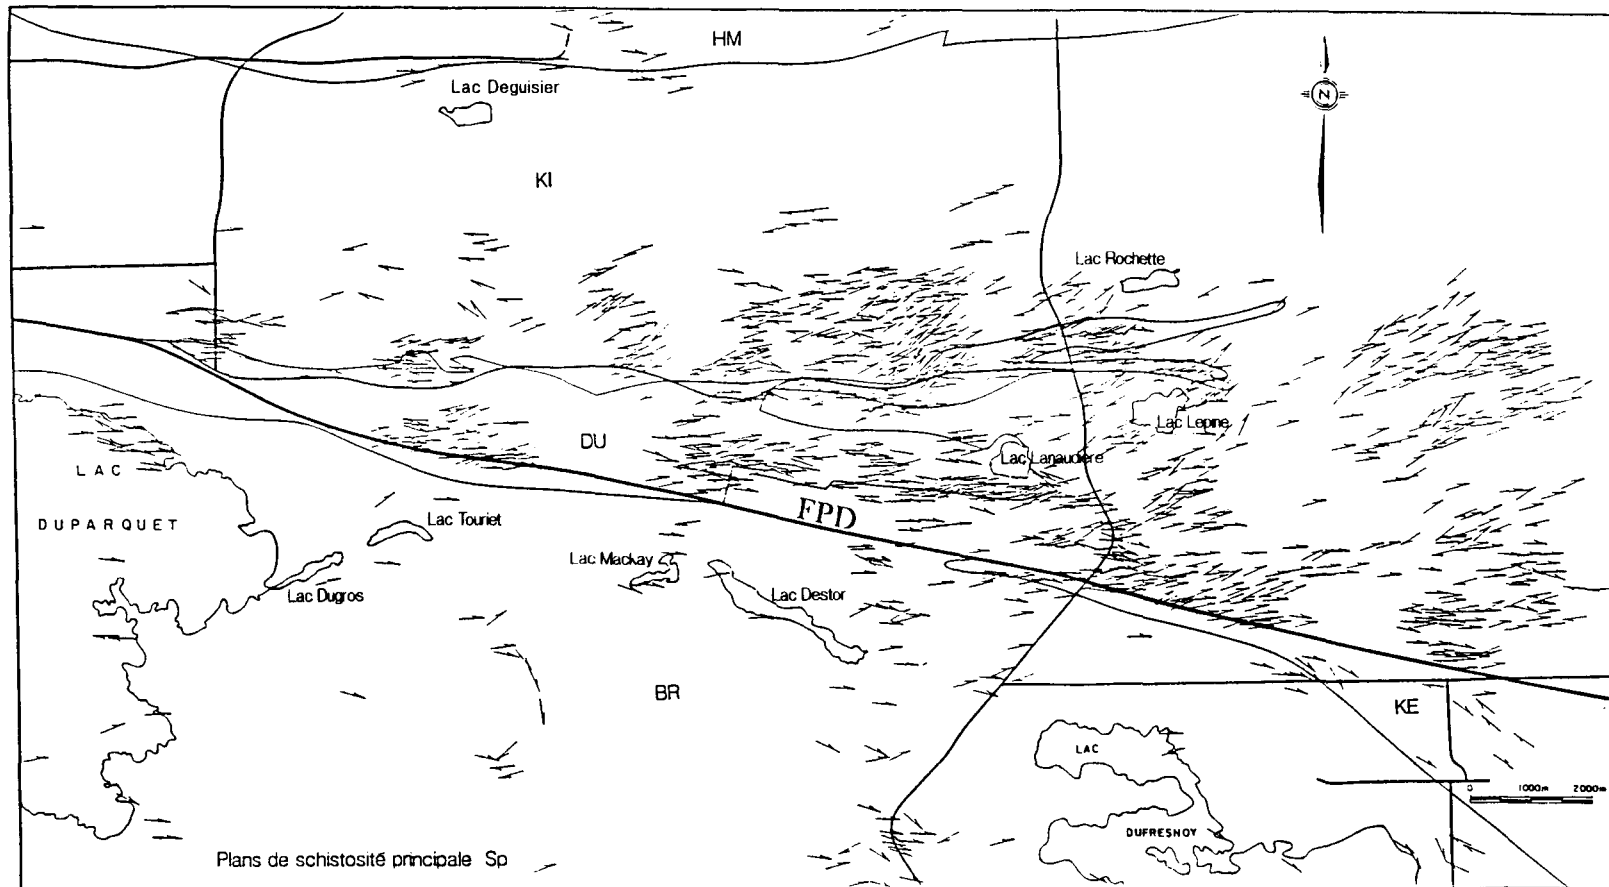 HM
Lac Deguisier
N
KI
Lac Rochette
Lac Lepine
DU
Lac Lanaudière
LAC
DUPARQUET
FPD
Lac Touriet
Lac Mackay
Lac Dugros
Lac Destor
BR
KE
LAC
DUFRESNOY
0 1000m 2000m
Plans de schistosité principale Sp